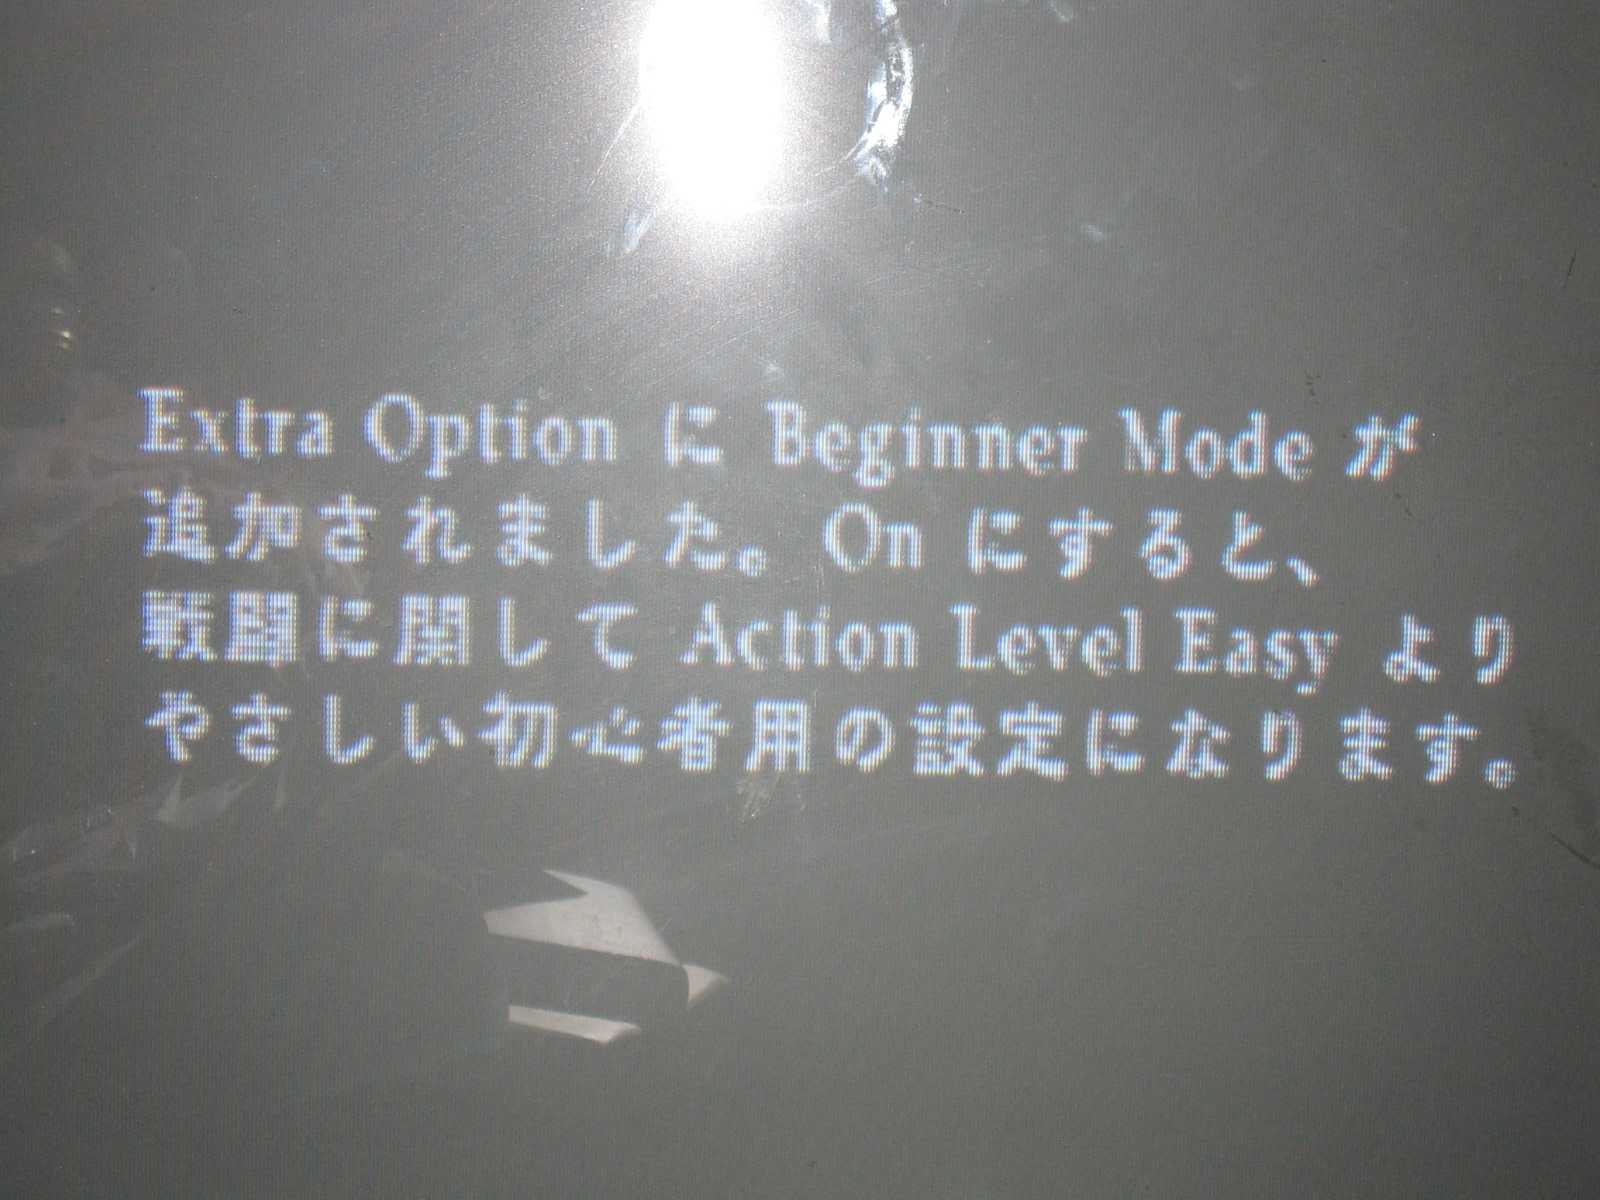 Extra Option に Beginner Mode が
追加されました。On にすると、
戦闘に関して Action Level Easy より
やさしい初心者用の設定になります。